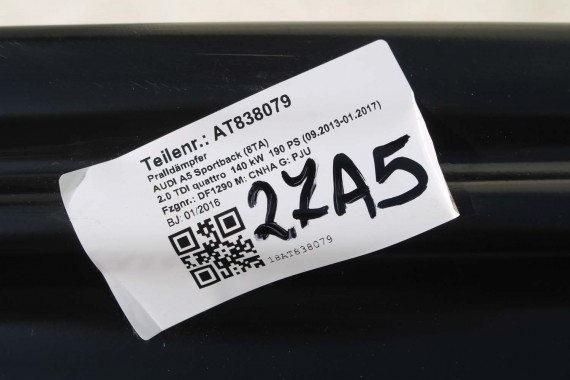 Teilenr.: AT838079
Pralldämpfer
AUDI A5 Sportback (8TA)
2.0 TDI quattro 140 kW 190 PS (09.2013-01.2017)
Fzgnr.: DF1290 M: CNHA G: PJU
BJ: 01/2016
27A5
18AT838079